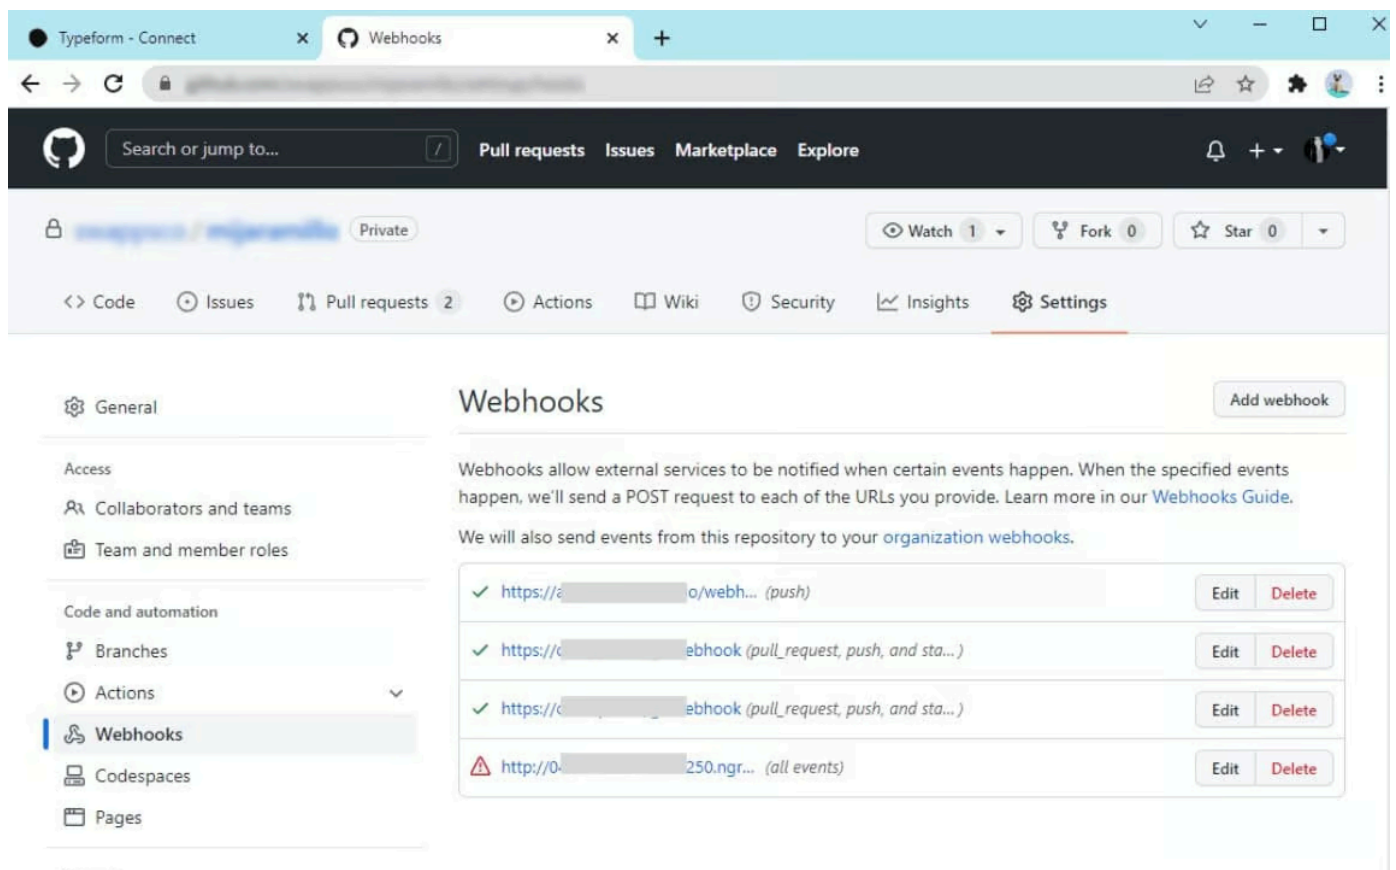 Typeform - Connect
Webhooks
Search or jump to... /
Pull requests Issues Marketplace Explore
Private
Watch 1
Fork 0
Star 0
Code Issues Pull requests 2 Actions Wiki Security Insights Settings
General
Access
Collaborators and teams
Team and member roles
Code and automation
Branches
Actions
Webhooks
Codespaces
Pages
Webhooks
Add webhook
Webhooks allow external services to be notified when certain events happen. When the specified events
happen, we'll send a POST request to each of the URLs you provide. Learn more in our Webhooks Guide.
We will also send events from this repository to your organization webhooks.
https:// o/webh... (push) Edit Delete
https:// ebhook (pull_request, push, and sta...) Edit Delete
https:// ebhook (pull_request, push, and sta...) Edit Delete
http://0 250.ngr... (all events) Edit Delete